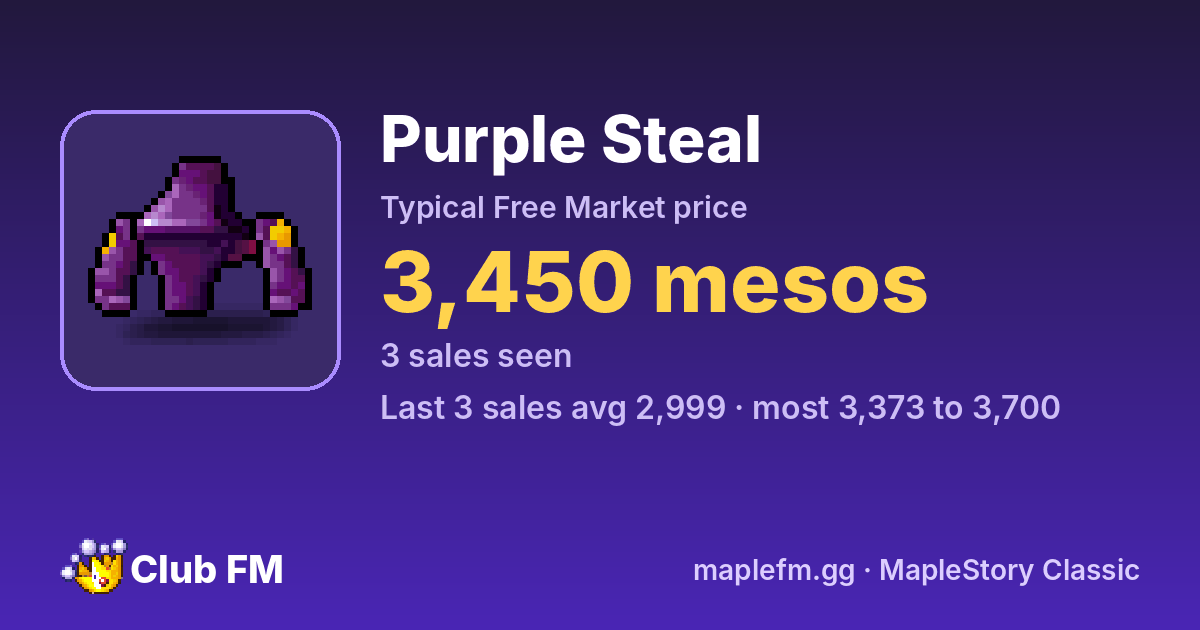 Purple Steal
Typical Free Market price
3,450 mesos
3 sales seen
Last 3 sales avg 2,999 · most 3,373 to 3,700
Club FM
maplefm.gg · MapleStory Classic